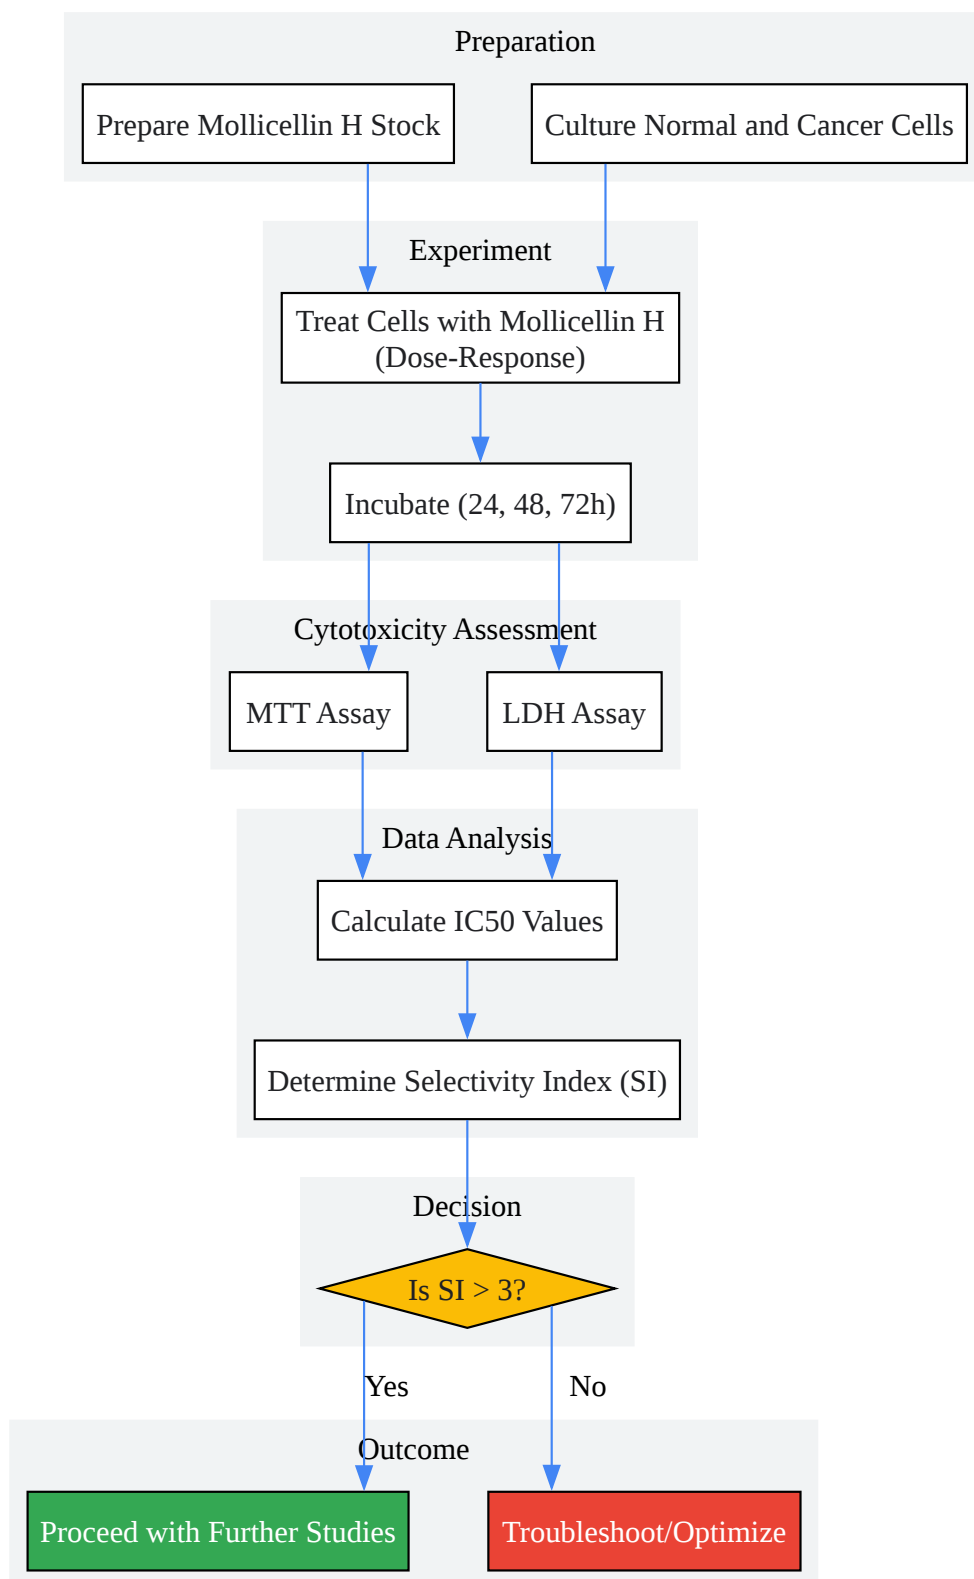 Preparation
Prepare Mollicellin H Stock
Culture Normal and Cancer Cells
Experiment
Treat Cells with Mollicellin H
(Dose-Response)
Incubate (24, 48, 72h)
Cytotoxicity Assessment
MTT Assay
LDH Assay
Data Analysis
Calculate IC50 Values
Determine Selectivity Index (SI)
Decision
Is SI > 3?
Yes
No
Outcome
Proceed with Further Studies
Troubleshoot/Optimize